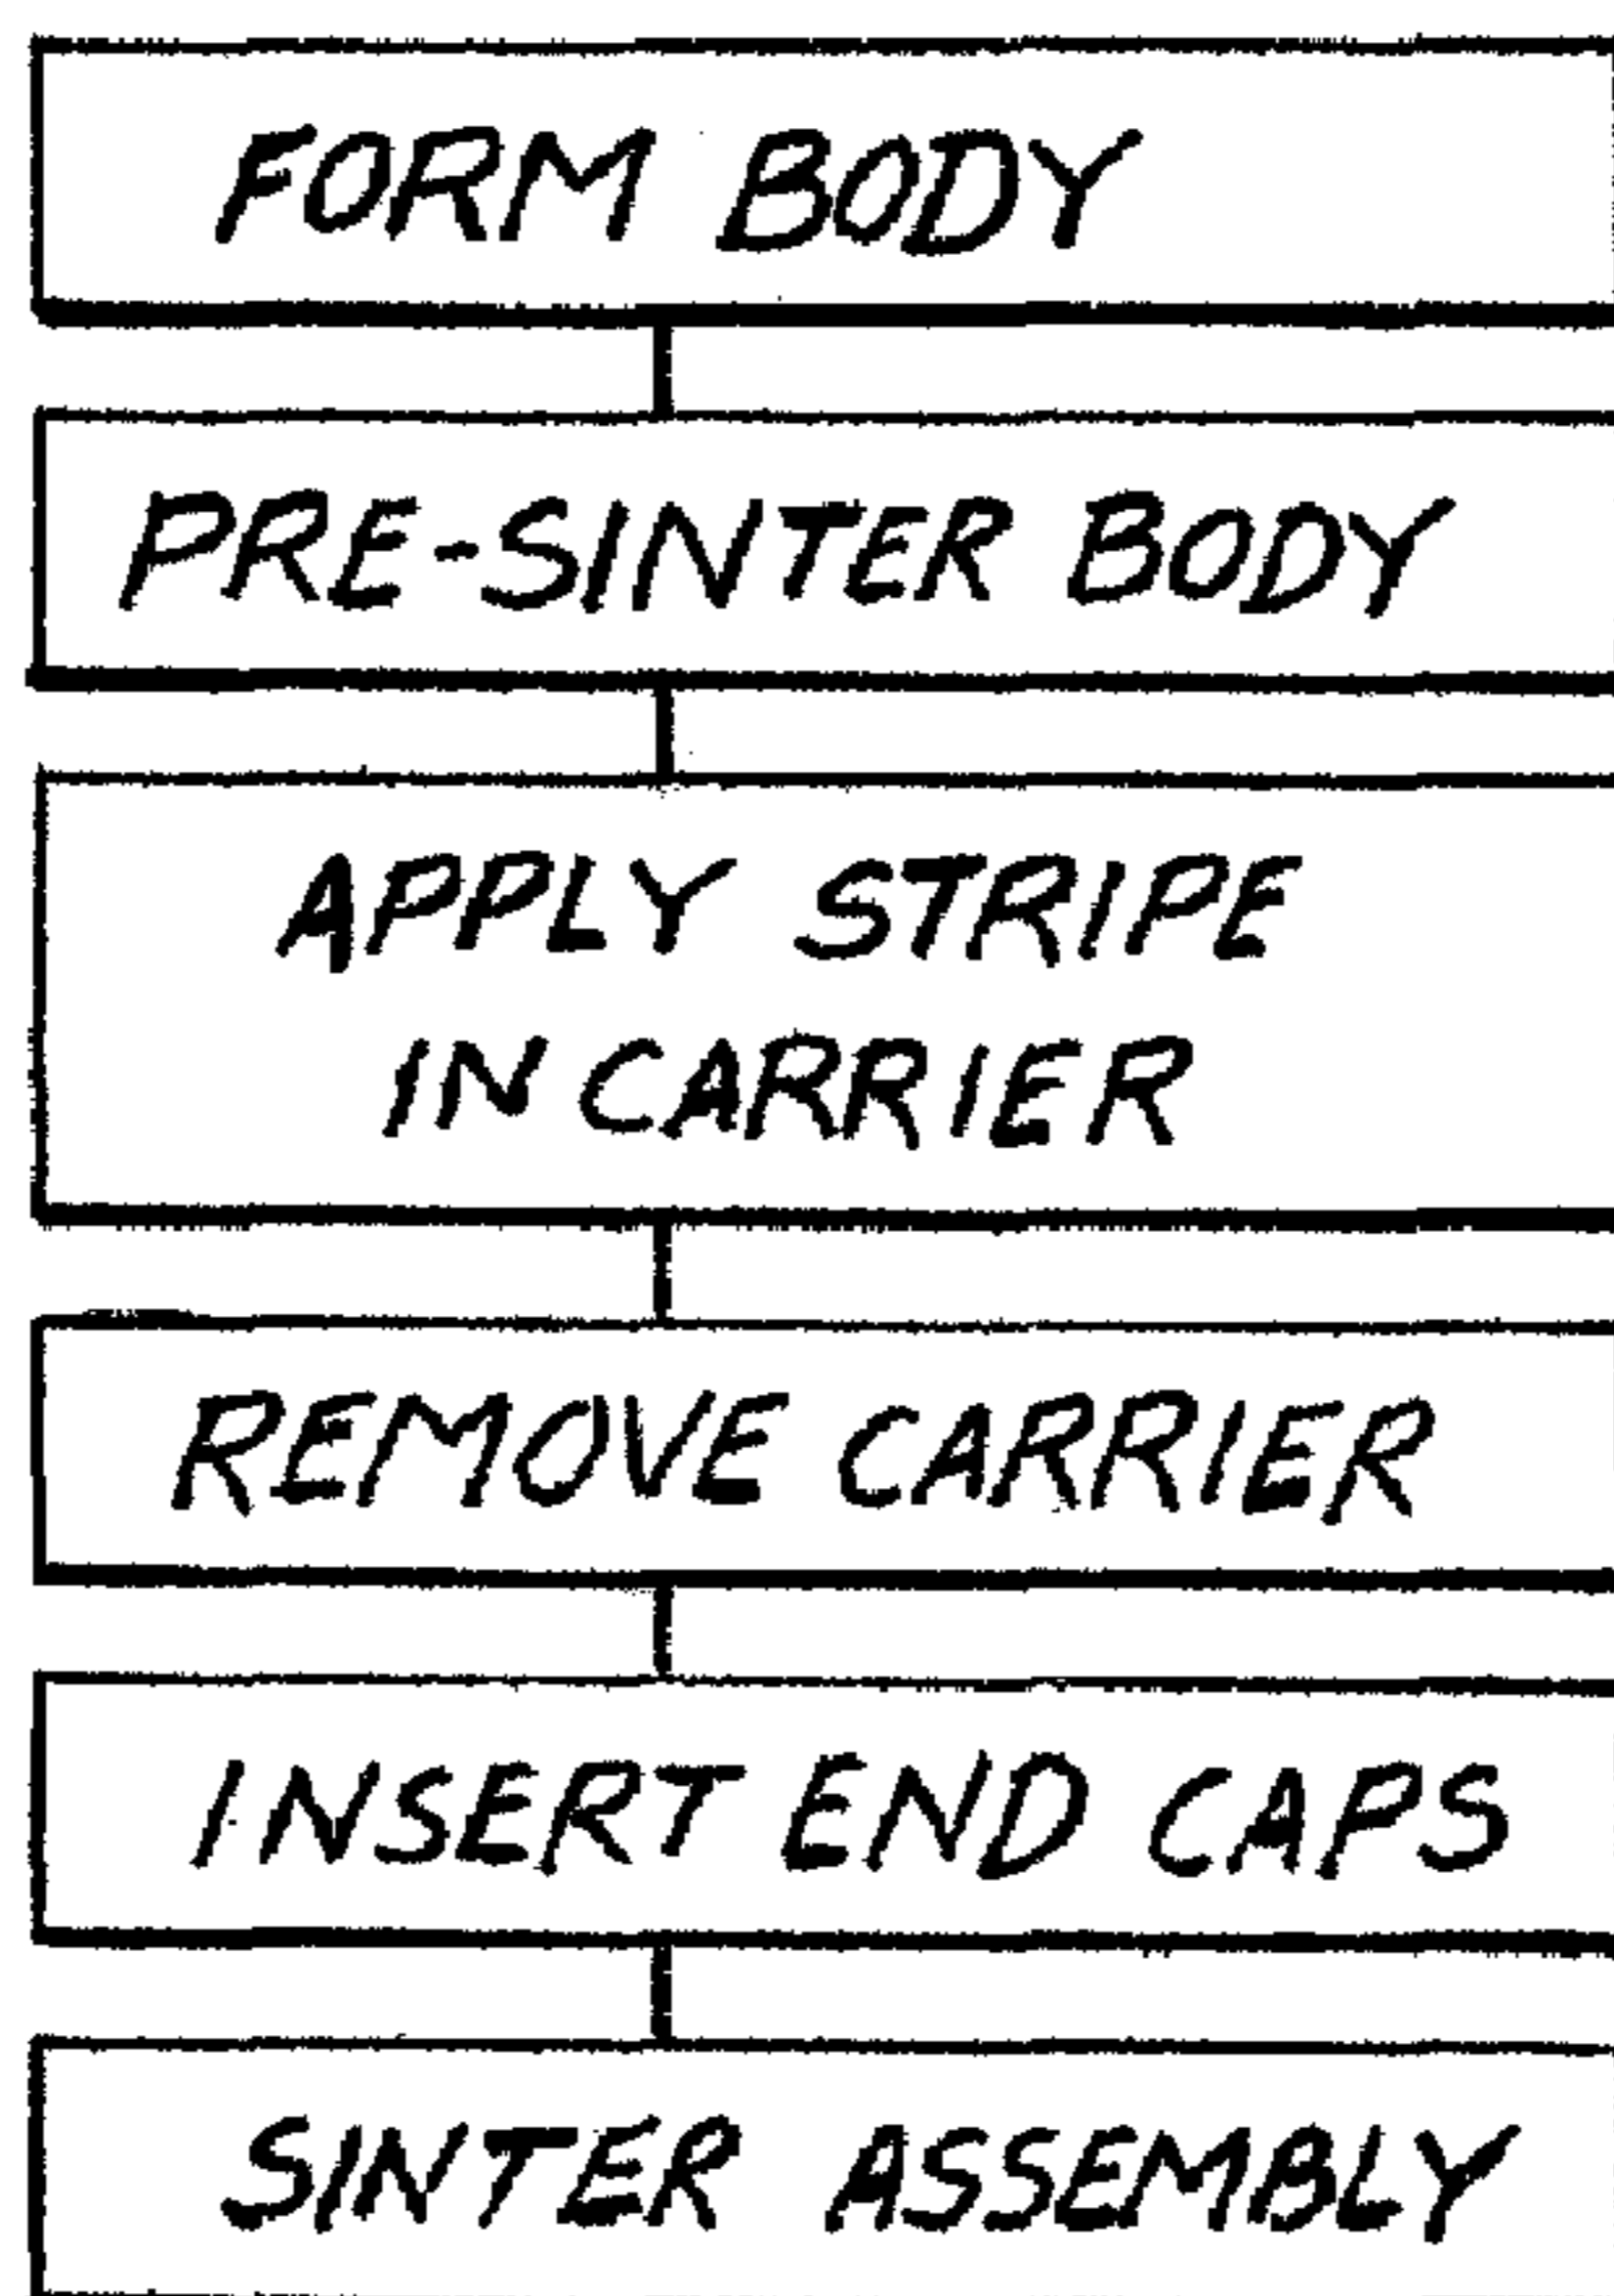 FORM BODY
PRE-SINTER BODY
APPLY STRIPE
IN CARRIER
REMOVE CARRIER
INSERT END CAPS
SINTER ASSEMBLY